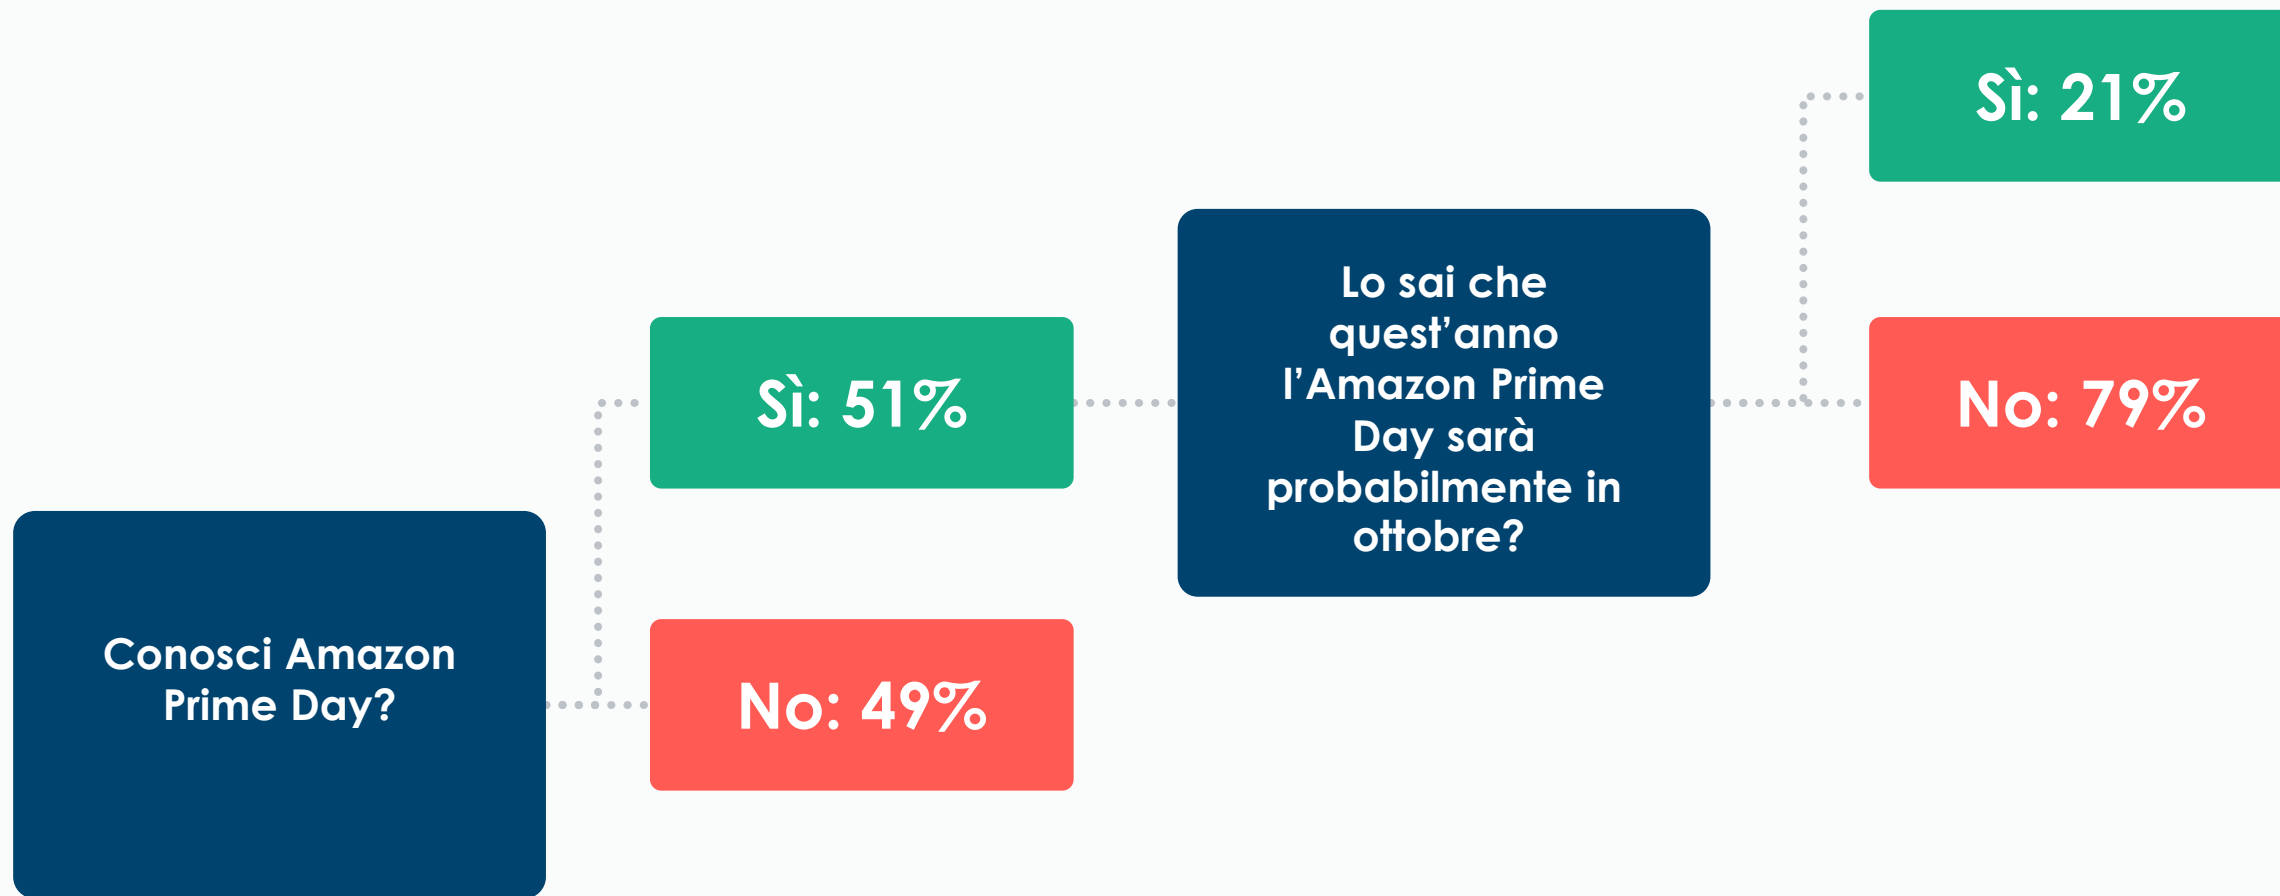 Conosci Amazon
Prime Day?
Sì: 51%
No: 49%
Lo sai che
quest’anno
l’Amazon Prime
Day sarà
probabilmente in
ottobre?
Sì: 21%
No: 79%